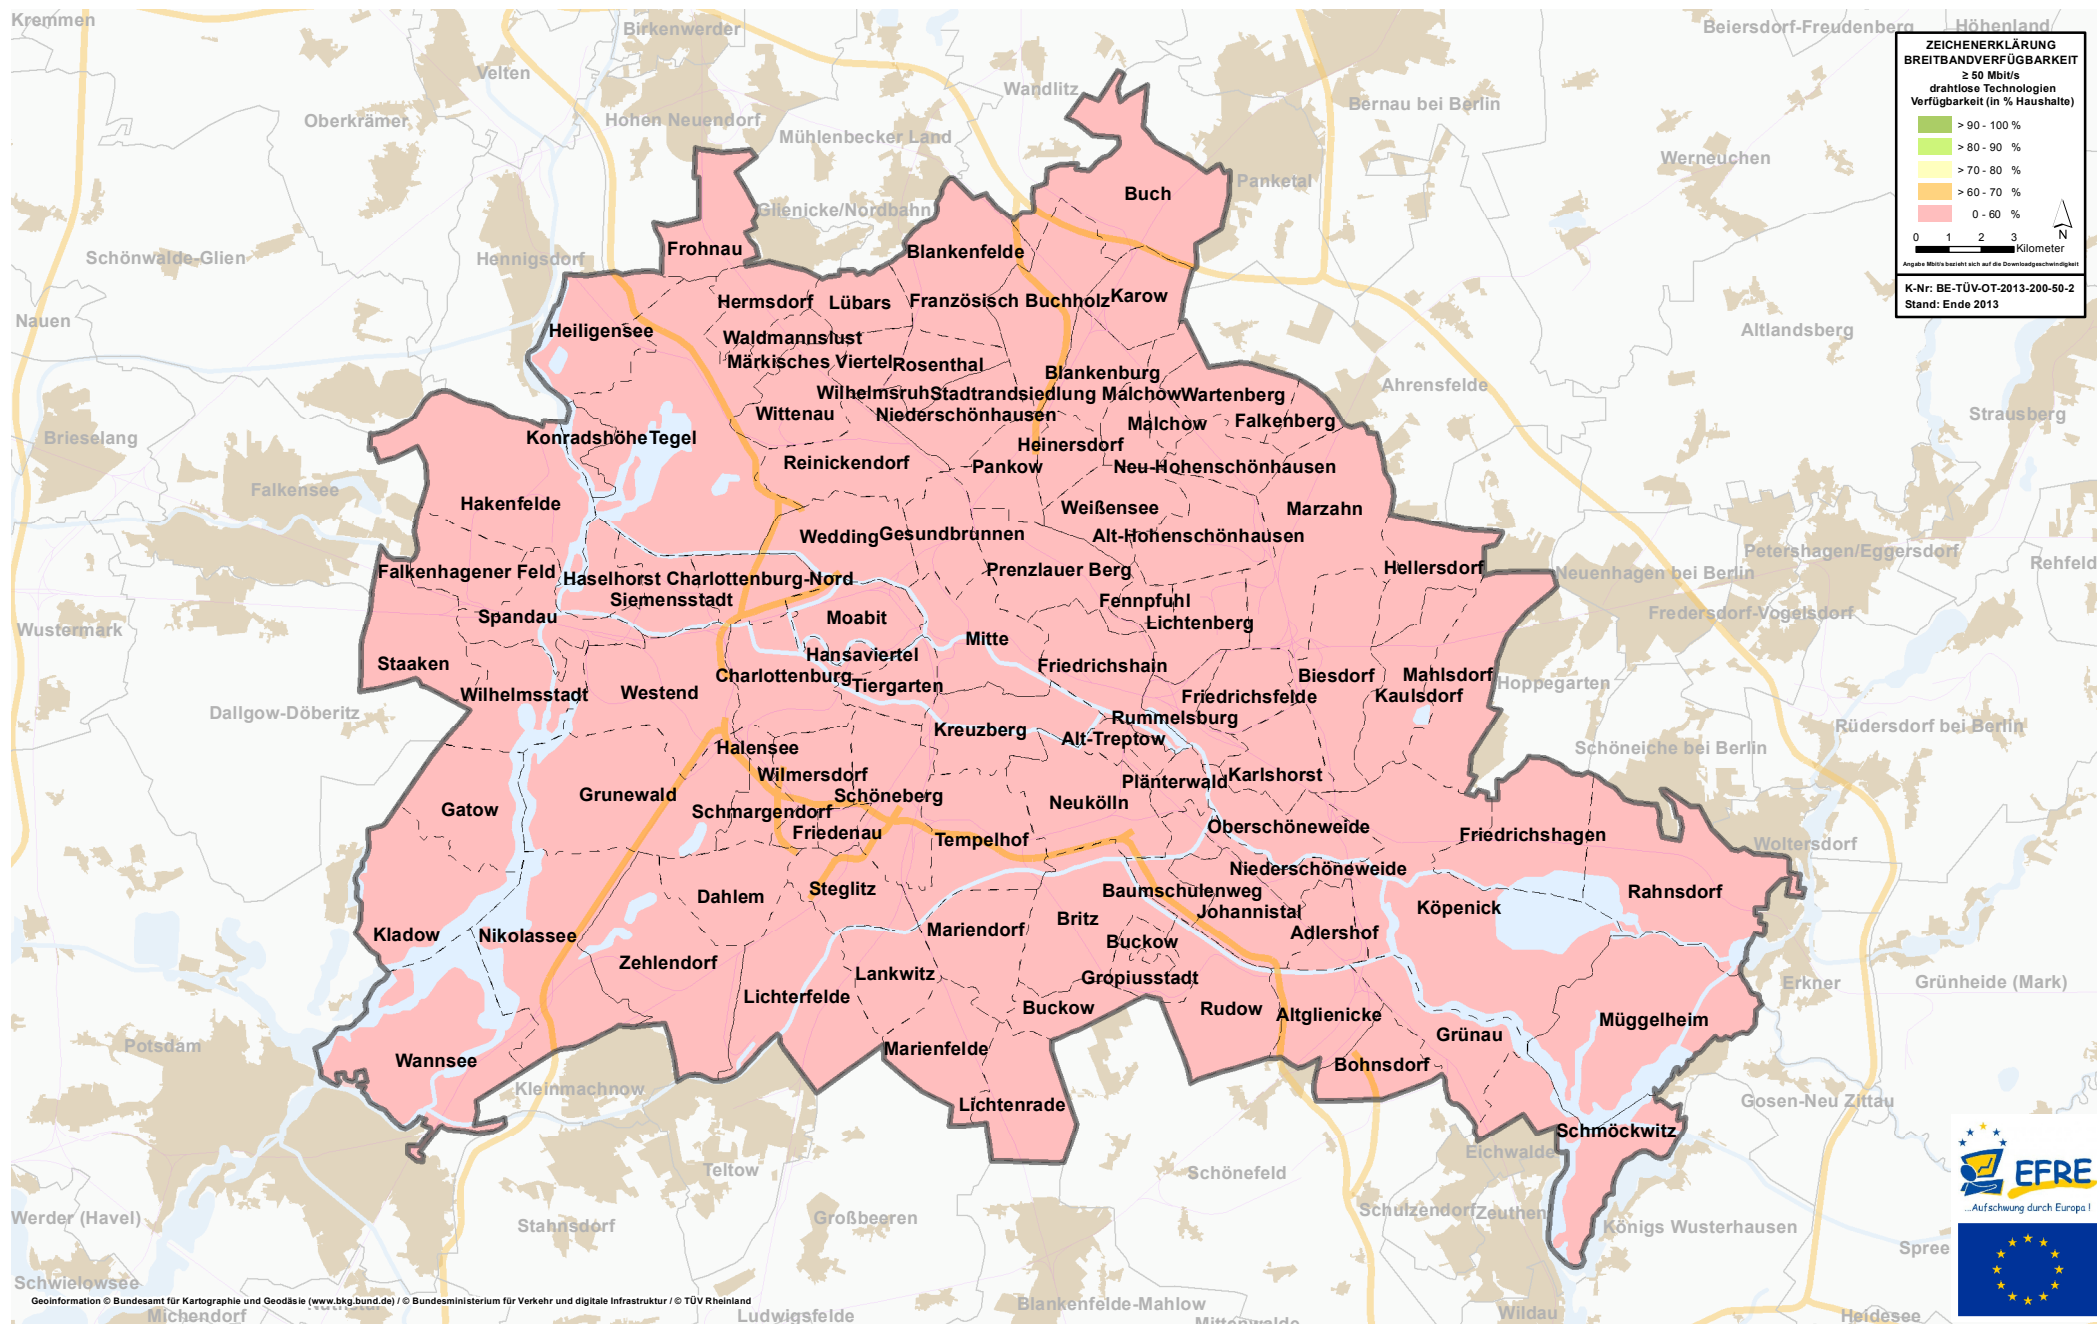 Kremmen
Birkenwerder
Beiersdorf-Freudenberg
Höhenland
Velten
Wandlitz
Bernau bei Berlin
Oberkrämer
Hohen Neuendorf
Mühlenbecker Land
Werneuchen
Panketal
Glienicke/Nordbahn
Schönwalde-Glien
Hennigsdorf
Nauen
Altlandsberg
Ahrensfelde
Strausberg
Brieselang
Falkensee
Petershagen/Eggersdorf
Rehfeld
Neuenhagen bei Berlin
Fredersdorf-Vogelsdorf
Wustermark
Hoppegarten
Dallgow-Döberitz
Rüdersdorf bei Berlin
Schöneiche bei Berlin
Woltersdorf
Erkner
Grünheide (Mark)
Potsdam
Kleinmachnow
Gosen-Neu Zittau
Eichwalde
Teltow
Schönefeld
Schulzendorf
Zeuthen
Werder (Havel)
Stahnsdorf
Großbeeren
Königs Wusterhausen
Spree
Schwielowsee
Michendorf
Ludwigsfelde
Blankenfelde-Mahlow
Mittenwalde
Wildau
Heidesee
ZEICHENERKLÄRUNG
BREITBANDVERFÜGBARKEIT
≥ 50 Mbit/s
drahtlose Technologien
Verfügbarkeit (in % Haushalte)
> 90 - 100 %
> 80 - 90 %
> 70 - 80 %
> 60 - 70 %
0 - 60 %
N
0 1 2 3
Kilometer
Angabe Mbit/s bezieht sich auf die Downloadgeschwindigkeit
K-Nr: BE-TÜV-OT-2013-200-50-2
Stand: Ende 2013
Buch
Frohnau
Blankenfelde
Hermsdorf
Lübars
Französisch Buchholz
Karow
Heiligensee
Waldmannslust
Märkisches Viertel
Rosenthal
Blankenburg
Wilhelmsruh
Stadtrandsiedlung Malchow
Wartenberg
Wittenau
Niederschönhausen
Malchow
Falkenberg
Konradshöhe
Tegel
Heinersdorf
Reinickendorf
Pankow
Neu-Hohenschönhausen
Hakenfelde
Weißensee
Marzahn
Wedding
Gesundbrunnen
Alt-Hohenschönhausen
Falkenhagener Feld
Haselhorst
Charlottenburg-Nord
Prenzlauer Berg
Hellersdorf
Siemensstadt
Fennpfuhl
Spandau
Moabit
Lichtenberg
Mitte
Staaken
Hansaviertel
Friedrichshain
Charlottenburg
Tiergarten
Biesdorf
Mahlsdorf
Wilhelmsstadt
Westend
Friedrichsfelde
Kaulsdorf
Rummelsburg
Kreuzberg
Alt-Treptow
Halensee
Wilmersdorf
Plänterwald
Karlshorst
Grunewald
Schöneberg
Neukölln
Gatow
Schmargendorf
Friedenau
Oberschöneweide
Friedrichshagen
Tempelhof
Niederschöneweide
Dahlem
Steglitz
Baumschulenweg
Rahnsdorf
Johannistal
Köpenick
Kladow
Nikolassee
Mariendorf
Britz
Adlershof
Buckow
Zehlendorf
Lankwitz
Gropiusstadt
Lichterfelde
Buckow
Rudow
Altglienicke
Müggelheim
Grünau
Marienfelde
Wannsee
Bohnsdorf
Lichtenrade
Schmöckwitz
EFRE
...Aufschwung durch Europa !
Geoinformation © Bundesamt für Kartographie und Geodäsie (www.bkg.bund.de) / © Bundesministerium für Verkehr und digitale Infrastruktur / © TÜV Rheinland